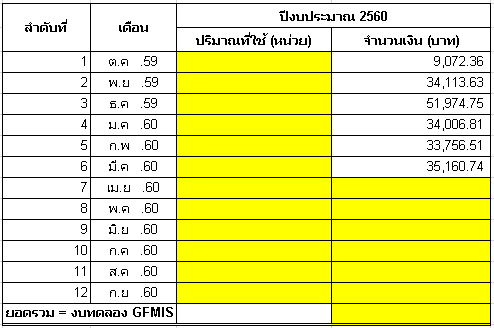 ลำดับที่ เดือน ปีงบประมาณ 2560
ปริมาณที่ใช้ (หน่วย) จำนวนเงิน (บาท)
1 ต.ค .59 9,072.36
2 พ.ย .59 34,113.63
3 ธ.ค .59 51,974.75
4 ม.ค .60 34,006.81
5 ก.พ .60 33,756.51
6 มี.ค .60 35,160.74
7 เม.ย .60
8 พ.ค .60
9 มิ.ย .60
10 ก.ค .60
11 ส.ค .60
12 ก.ย .60
ยอดรวม = งบทดลอง GFMIS